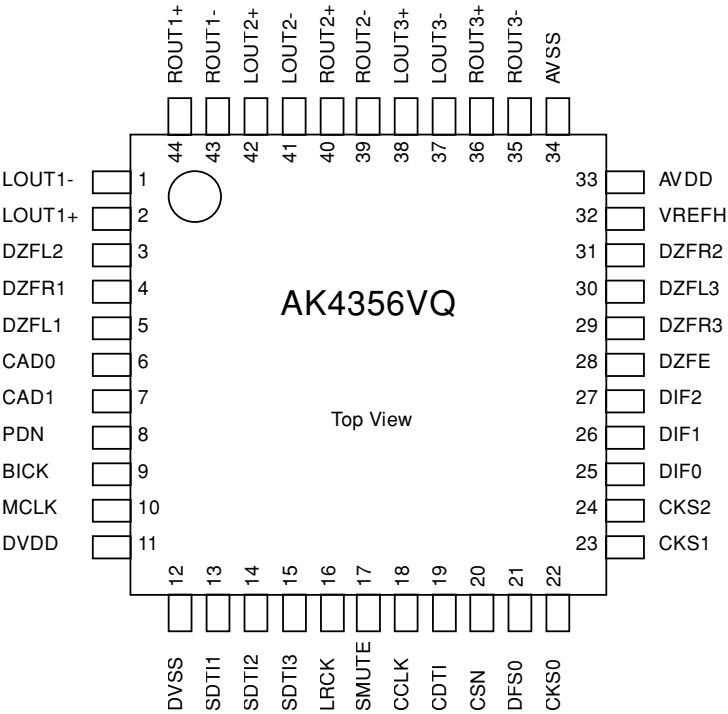 ROUT1+
ROUT1-
LOUT2+
LOUT2-
ROUT2+
ROUT2-
LOUT3+
LOUT3-
ROUT3+
ROUT3-
AVSS
44
43
42
41
40
39
38
37
36
35
34
LOUT1- 1
LOUT1+ 2
DZFL2 3
DZFR1 4
DZFL1 5
CAD0 6
CAD1 7
PDN 8
BICK 9
MCLK 10
DVDD 11
AK4356VQ
Top View
33 AVDD
32 VREFH
31 DZFR2
30 DZFL3
29 DZFR3
28 DZFE
27 DIF2
26 DIF1
25 DIF0
24 CKS2
23 CKS1
12
13
14
15
16
17
18
19
20
21
22
DVSS
SDTI1
SDTI2
SDTI3
LRCK
SMUTE
CCLK
CDTI
CSN
DFS0
CKS0